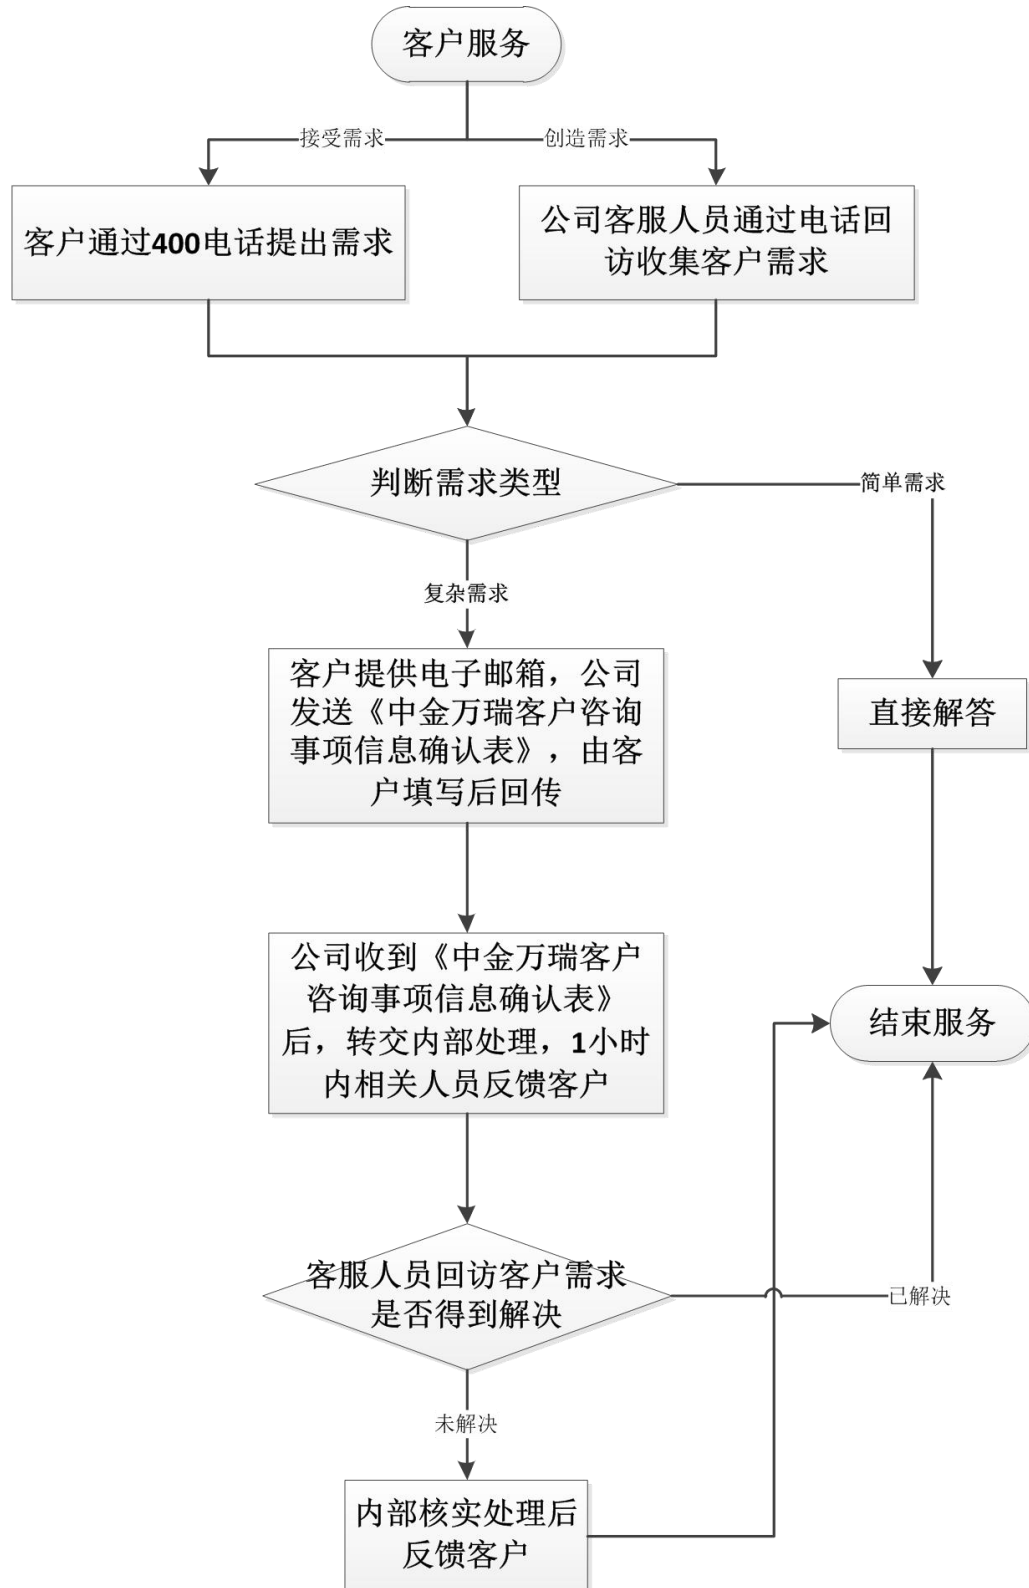 客户服务
接受需求
创造需求
客户通过400电话提出需求
公司客服人员通过电话回
访收集客户需求
判断需求类型
简单需求
复杂需求
客户提供电子邮箱，公司
发送《中金万瑞客户咨询
事项信息确认表》，由客
户填写后回传
直接解答
公司收到《中金万瑞客户
咨询事项信息确认表》
后，转交内部处理，1小时
内相关人员反馈客户
结束服务
客服人员回访客户需求
是否得到解决
已解决
未解决
内部核实处理后
反馈客户